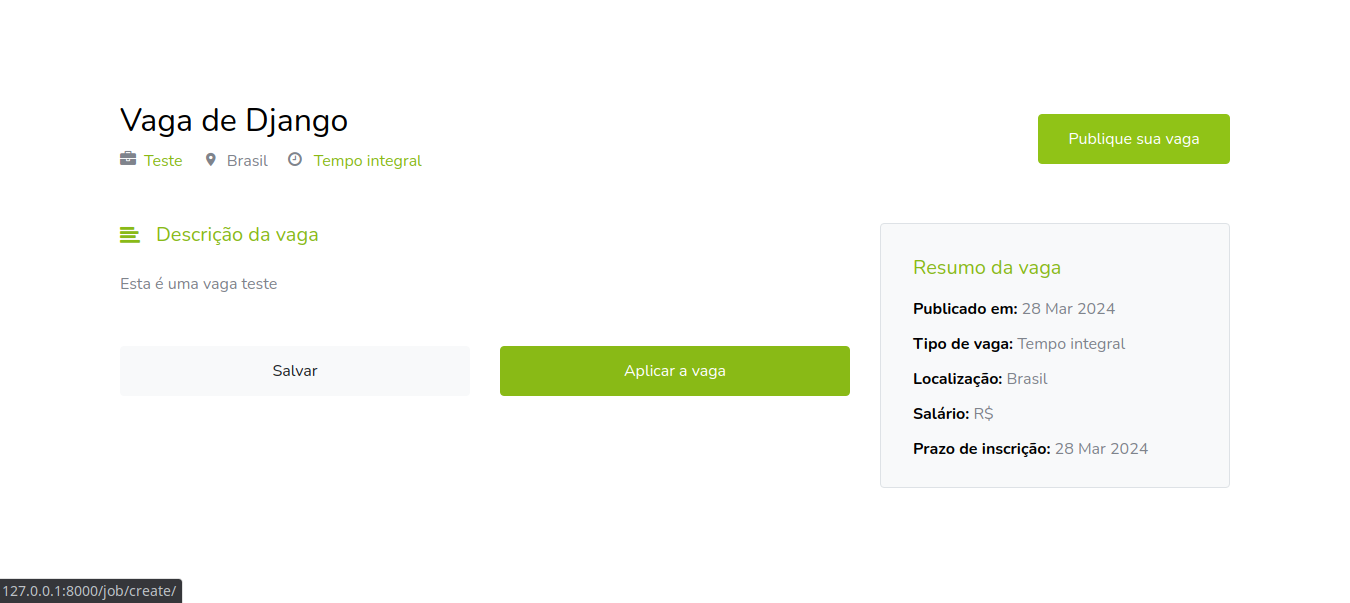 Vaga de Django
Teste Brasil Tempo integral
Publique sua vaga
Descrição da vaga
Esta é uma vaga teste
Salvar
Aplicar a vaga
Resumo da vaga
Publicado em: 28 Mar 2024
Tipo de vaga: Tempo integral
Localização: Brasil
Salário: R$
Prazo de inscrição: 28 Mar 2024
127.0.0.1:8000/job/create/